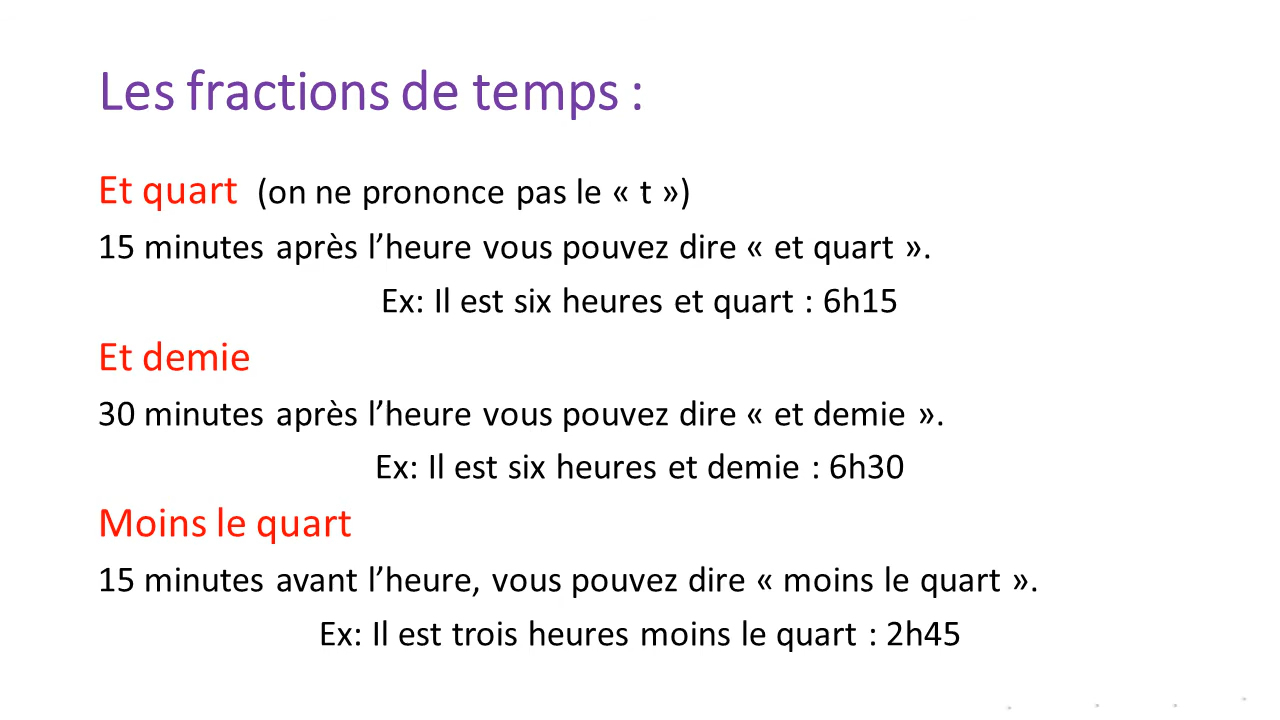 Les fractions de temps :
Et quart (on ne prononce pas le « t »)
15 minutes après l’heure vous pouvez dire « et quart ».
Ex: Il est six heures et quart : 6h15
Et demie
30 minutes après l’heure vous pouvez dire « et demie ».
Ex: Il est six heures et demie : 6h30
Moins le quart
15 minutes avant l’heure, vous pouvez dire « moins le quart ».
Ex: Il est trois heures moins le quart : 2h45